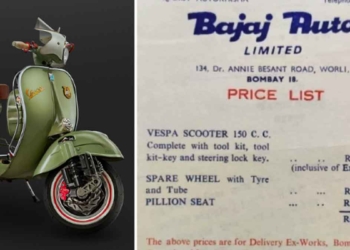 Bajaj Auto
LIMITED
134, Dr. ANNIE BESANT ROAD, WORLI,
BOMBAY 18.
PRICE LIST
VESPA SCOOTER 150 C. C.
Complete with tool kit, tool
kit-key and steering lock key. .. .. R
(inclusive of E
SPARE WHEEL with Tyre
and Tube .. .. R
PILLION SEAT .. .. R
R
The above prices are for Delivery Ex-Works, Bom